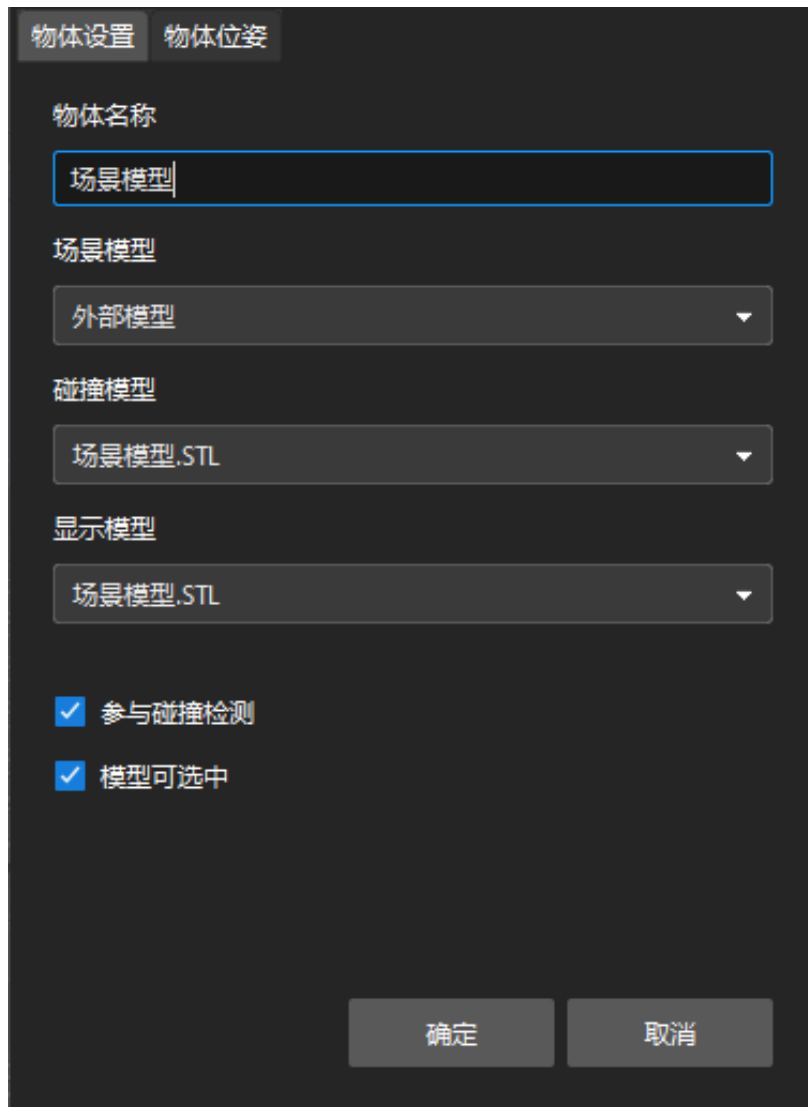 物体设置 物体位姿
物体名称
场景模型
场景模型
外部模型
碰撞模型
场景模型.STL
显示模型
场景模型.STL
参与碰撞检测
模型可选中
确定 取消